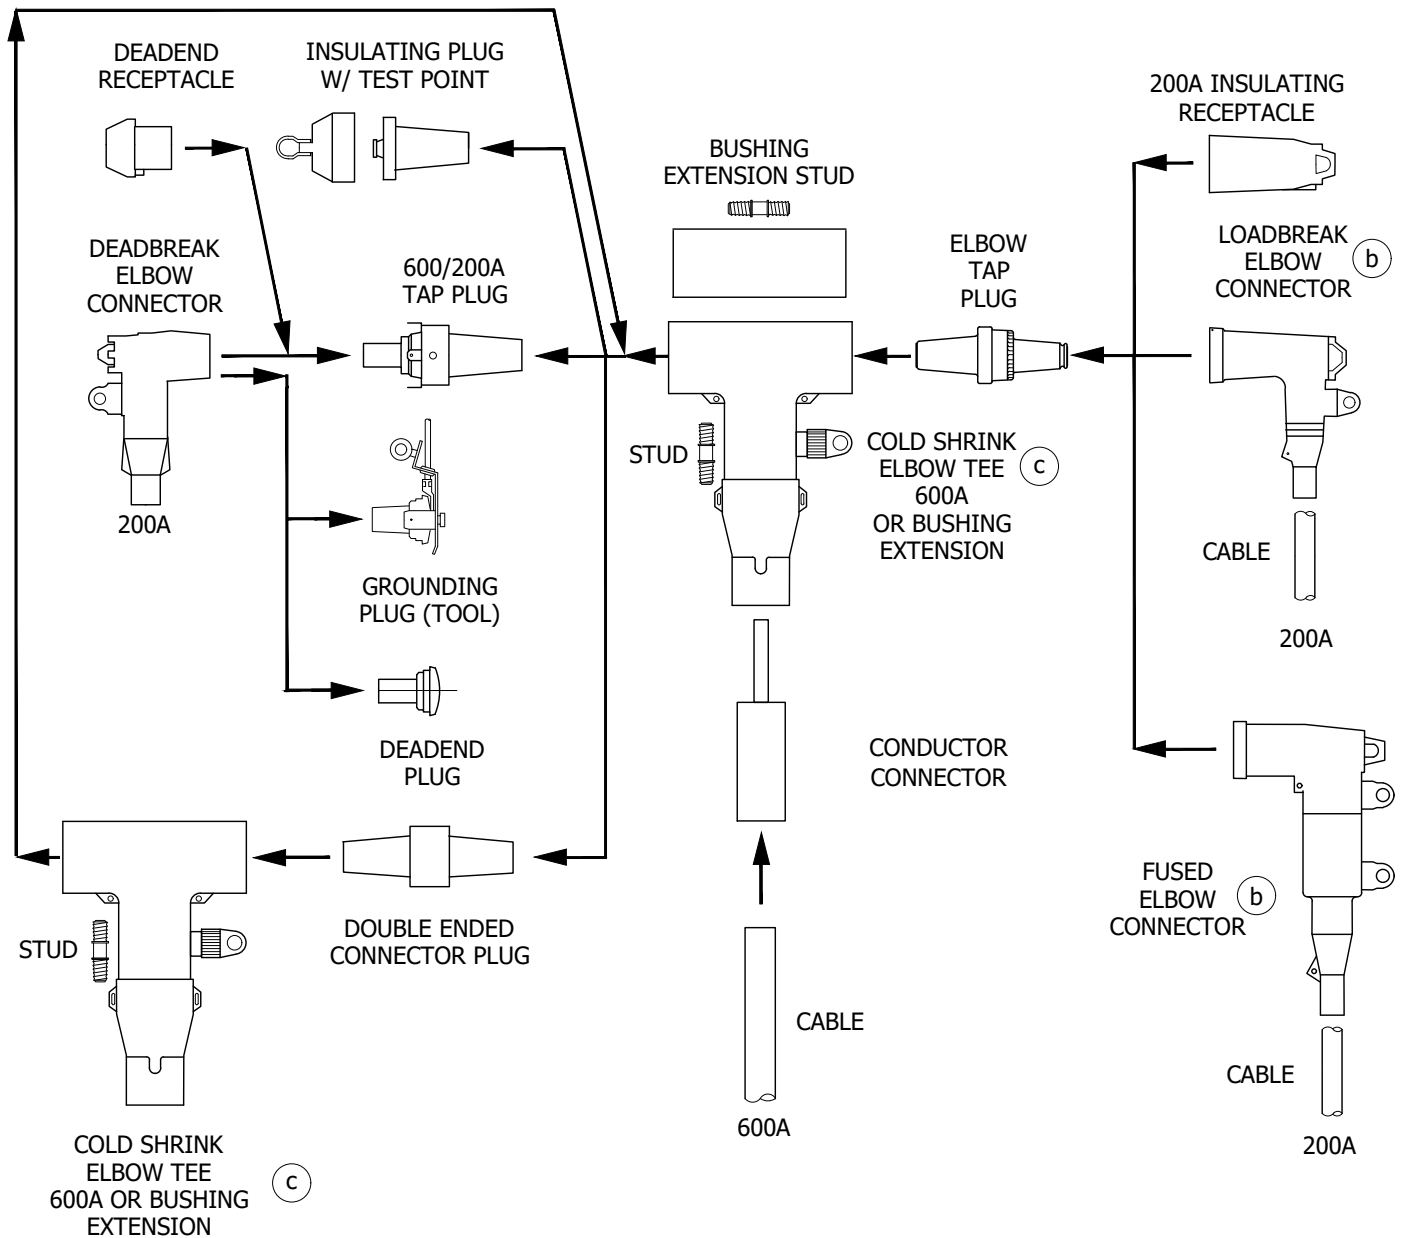 DEADEND
RECEPTACLE
INSULATING PLUG
W/ TEST POINT
200A INSULATING
RECEPTACLE
BUSHING
EXTENSION STUD
DEADBREAK
ELBOW
CONNECTOR
600/200A
TAP PLUG
ELBOW
TAP
PLUG
LOADBREAK
ELBOW
CONNECTOR
b
200A
STUD
COLD SHRINK
ELBOW TEE
600A
OR BUSHING
EXTENSION
c
CABLE
200A
GROUNDING
PLUG (TOOL)
DEADEND
PLUG
CONDUCTOR
CONNECTOR
FUSED
ELBOW
CONNECTOR
b
STUD
DOUBLE ENDED
CONNECTOR PLUG
CABLE
600A
CABLE
200A
COLD SHRINK
ELBOW TEE
600A OR BUSHING
EXTENSION
c